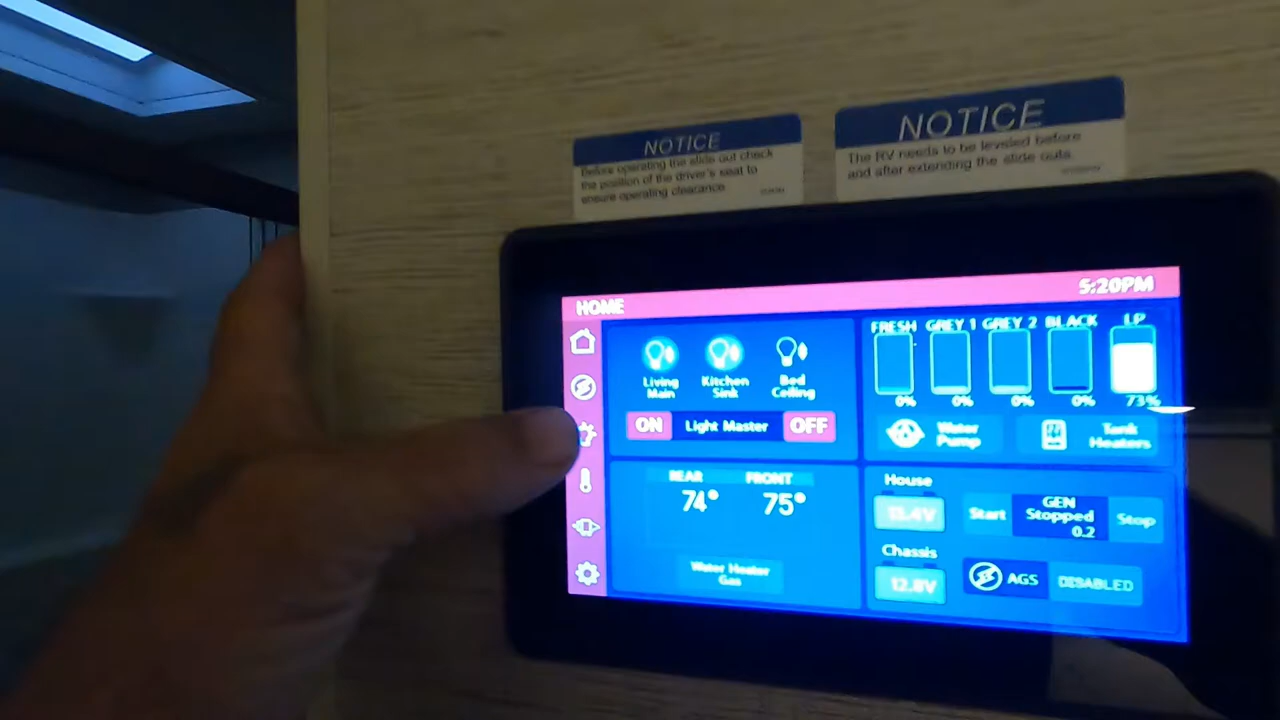 NOTICE
Before operating the slide out check
the position of the driver's seat to
ensure operating clearance
NOTICE
The RV needs to be leveled before
and after extending the slide outs
HOME
5:20PM
Living
Main
Kitchen
Sink
Bed
Ceiling
ON
Light Master
OFF
FRESH GREY 1 GREY 2 BLACK LP
0% 0% 0% 0% 73%
Water
Pump
Tank
Heaters
REAR FRONT
74° 75°
Water Heater
Gas
House
13.4V
Start
GEN
Stopped
0.2
Stop
Chassis
12.8V
AGS
DISABLED